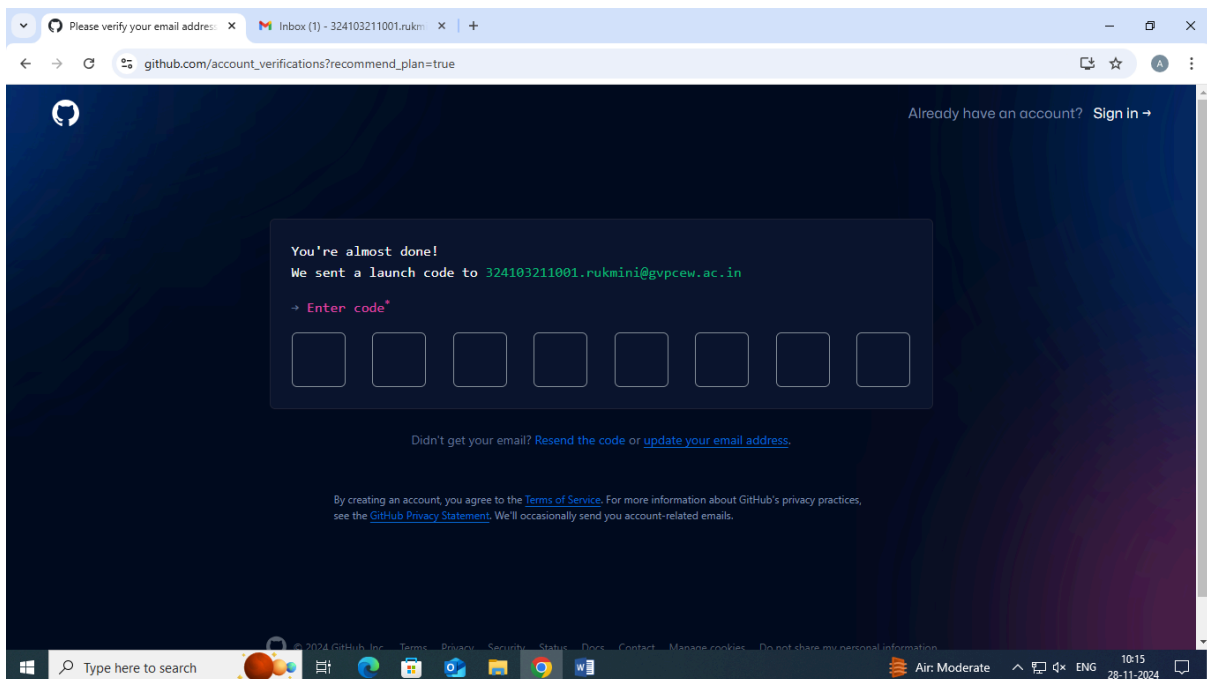 Please verify your email address
Inbox (1) - 324103211001.rukm
github.com/account_verifications?recommend_plan=true
A
Already have an account? Sign in →
You're almost done!
We sent a launch code to 324103211001.rukmini@gvpcew.ac.in
→ Enter code*
Didn't get your email? Resend the code or update your email address.
By creating an account, you agree to the Terms of Service. For more information about GitHub's privacy practices,
see the GitHub Privacy Statement. We'll occasionally send you account-related emails.
© 2024 GitHub, Inc. Terms Privacy Security Status Docs Contact Manage cookies Do not share my personal information
Type here to search
Air: Moderate
ENG
10:15
28-11-2024